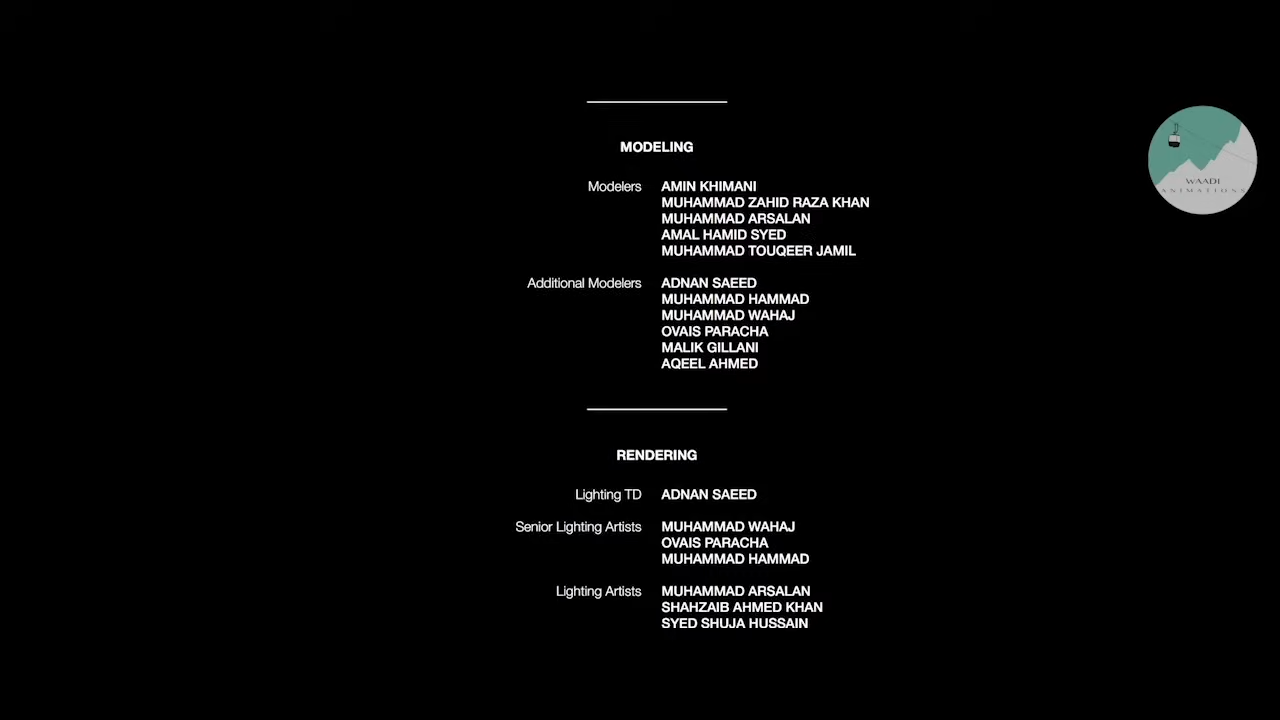 MODELING
Modelers AMIN KHIMANI
MUHAMMAD ZAHID RAZA KHAN
MUHAMMAD ARSALAN
AMAL HAMID SYED
MUHAMMAD TOUQEER JAMIL
Additional Modelers ADNAN SAEED
MUHAMMAD HAMMAD
MUHAMMAD WAHAJ
OVAIS PARACHA
MALIK GILLANI
AQEEL AHMED
RENDERING
Lighting TD ADNAN SAEED
Senior Lighting Artists MUHAMMAD WAHAJ
OVAIS PARACHA
MUHAMMAD HAMMAD
Lighting Artists MUHAMMAD ARSALAN
SHAHZAIB AHMED KHAN
SYED SHUJA HUSSAIN
WAADI
ANIMATIONS